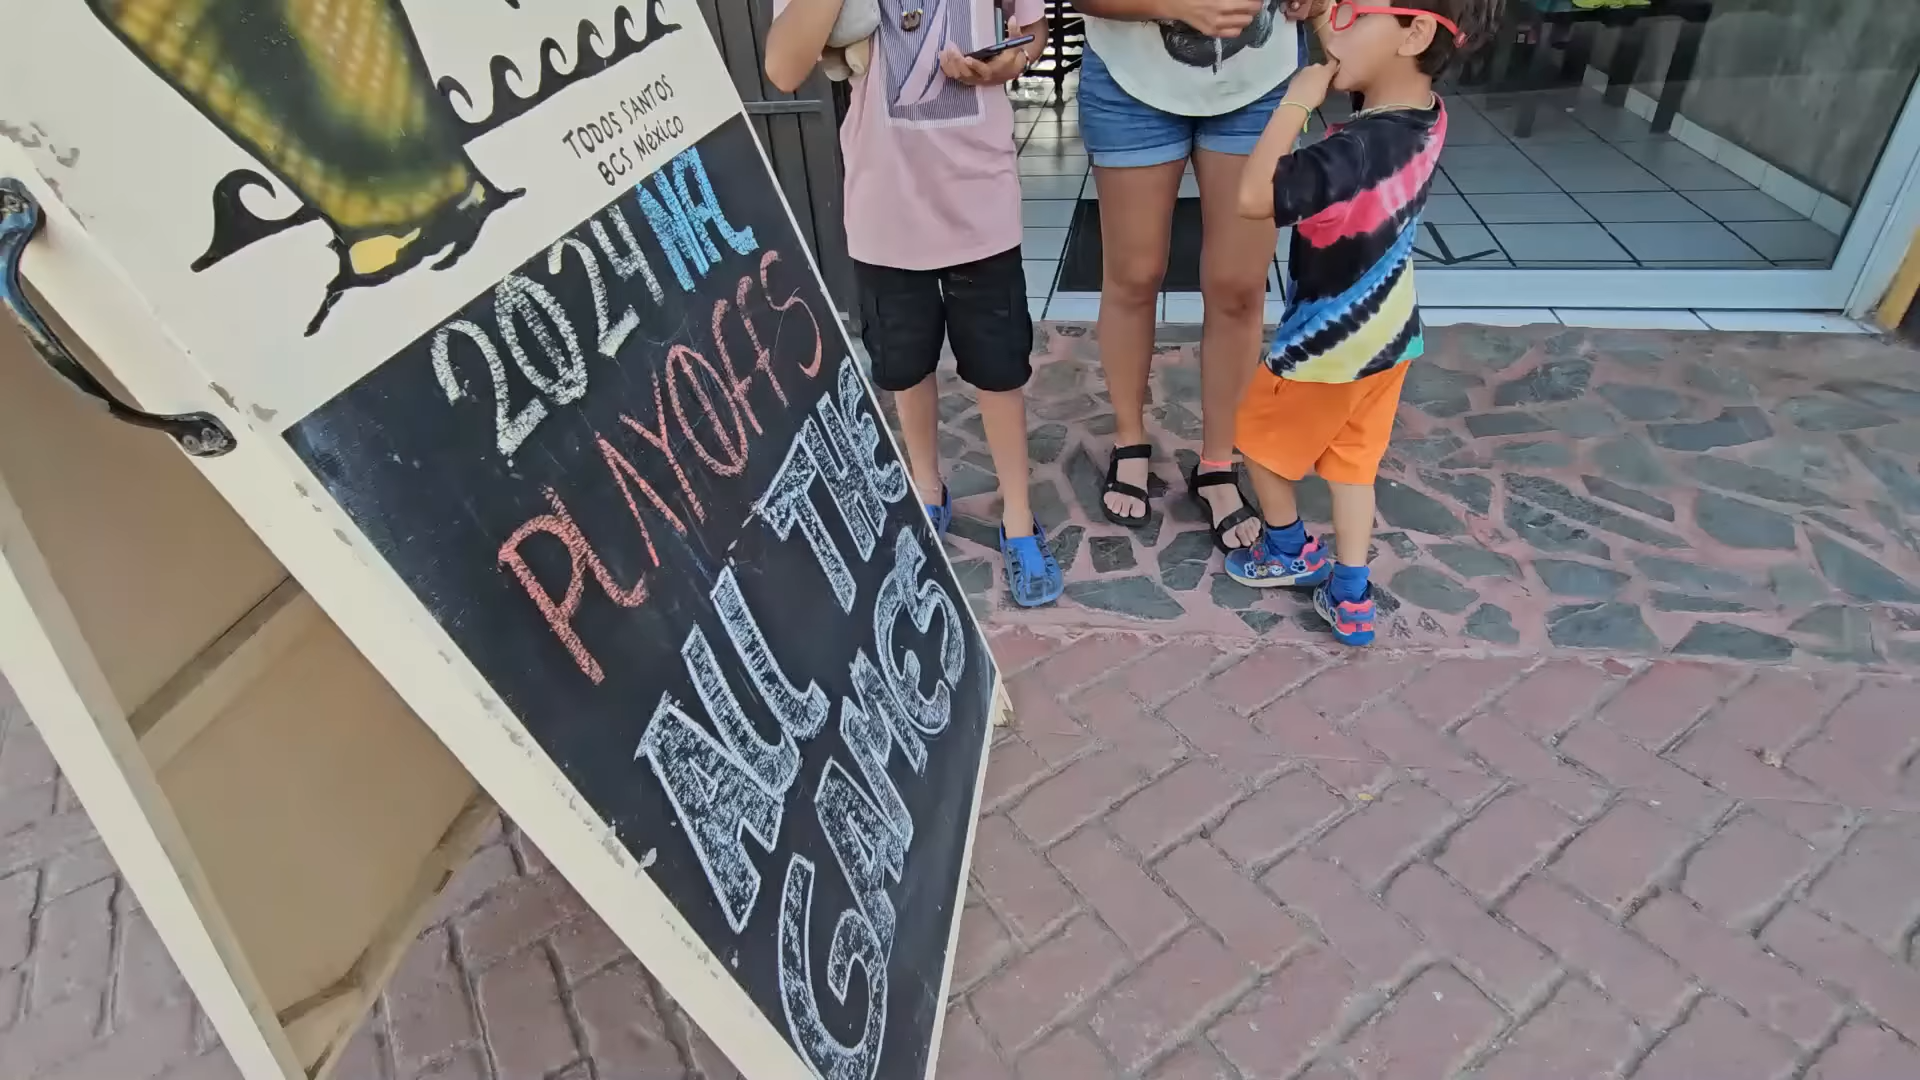 TODOS SANTOS
BCS México
2024 NFL
PLAYOFFS
ALL THE
GAMES